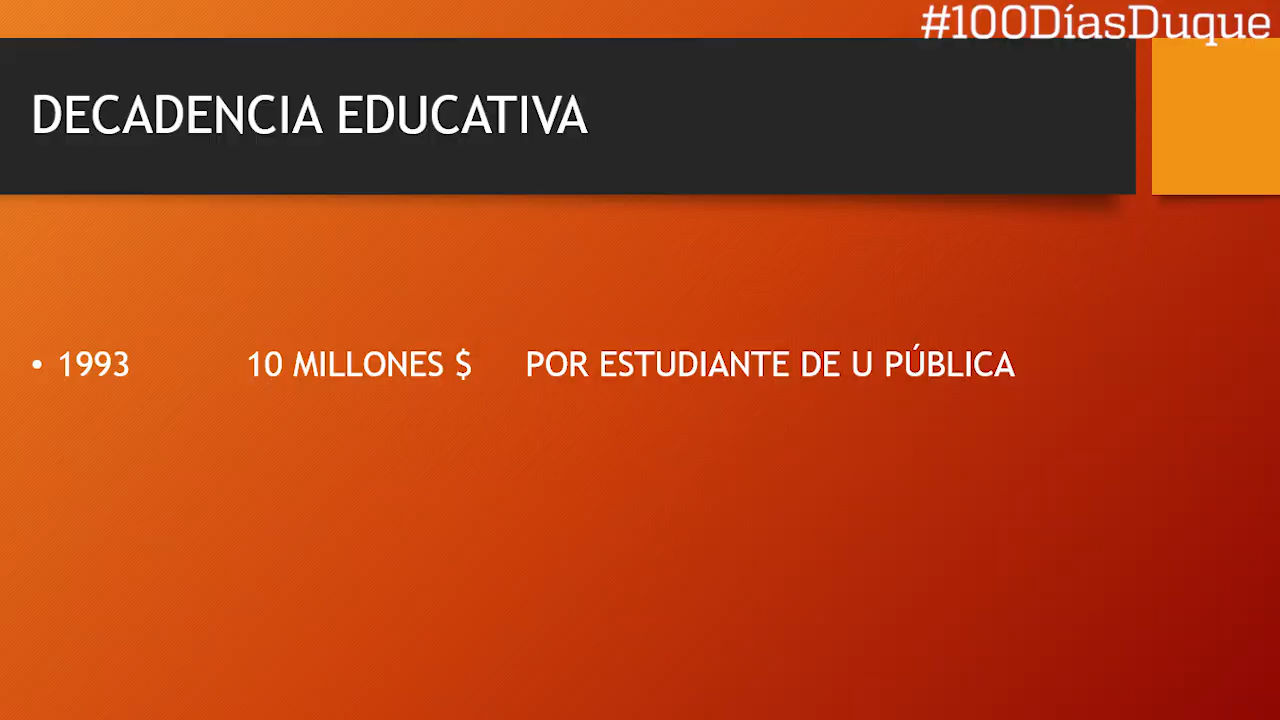 #100DíasDuque
DECADENCIA EDUCATIVA
• 1993 10 MILLONES $ POR ESTUDIANTE DE U PÚBLICA